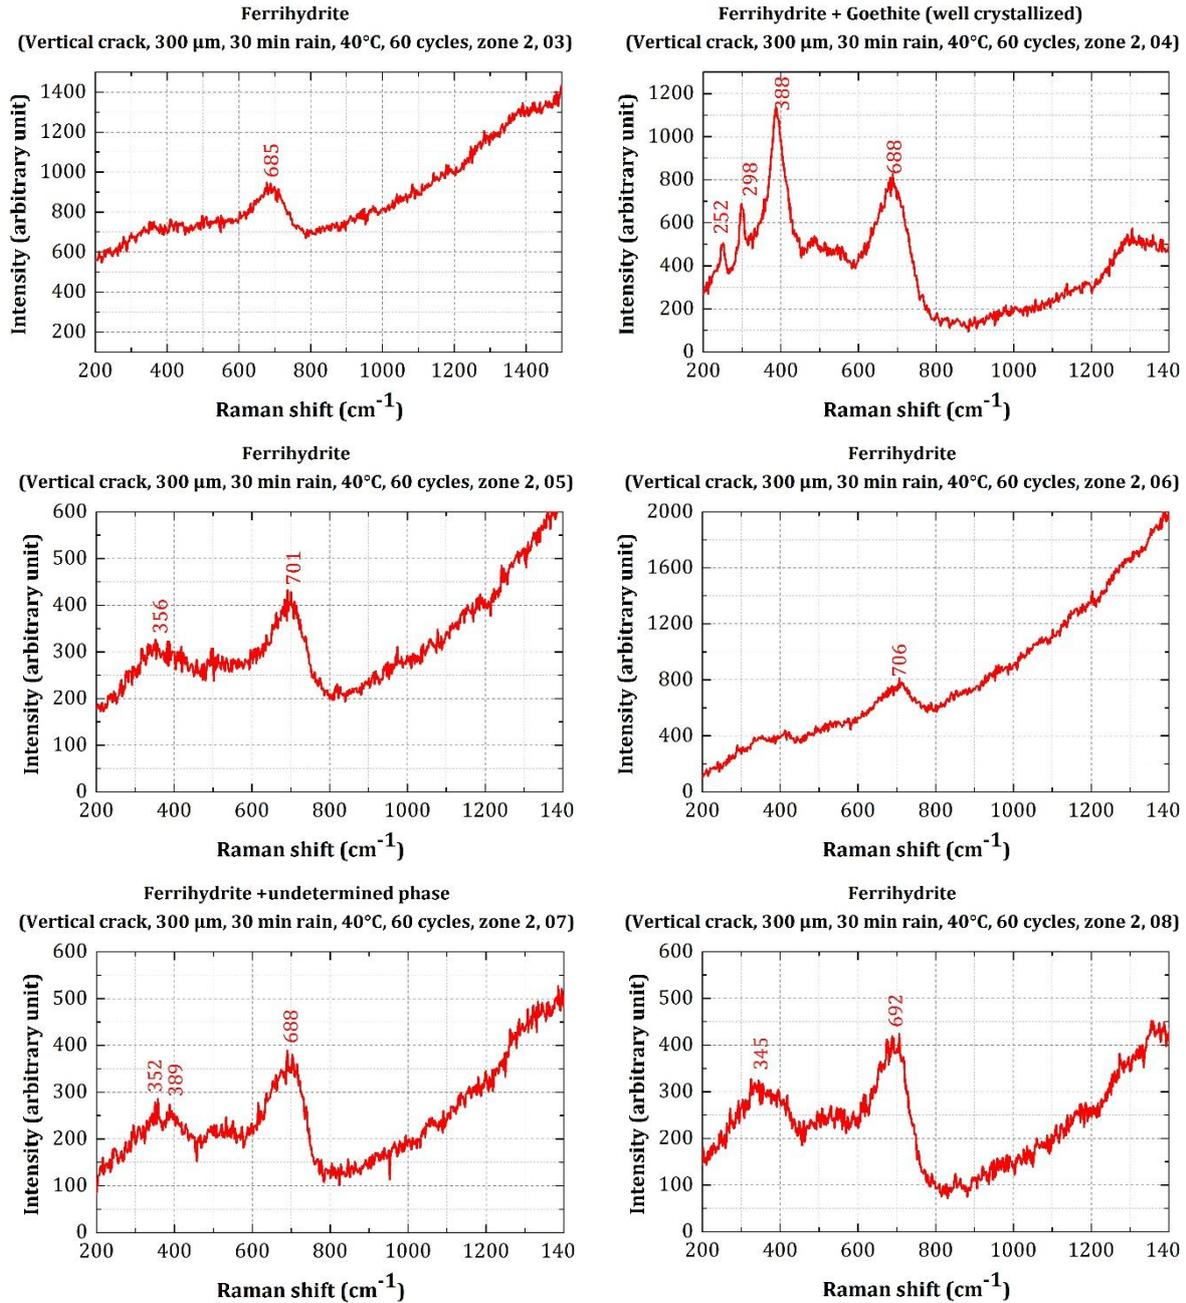 Ferrihydrite
(Vertical crack, 300 µm, 30 min rain, 40°C, 60 cycles, zone 2, 03)
Intensity (arbitrary unit)
1400
1200
1000
800
600
400
200
685
200 400 600 800 1000 1200 1400
Raman shift (cm⁻¹)
Ferrihydrite + Goethite (well crystallized)
(Vertical crack, 300 µm, 30 min rain, 40°C, 60 cycles, zone 2, 04)
Intensity (arbitrary unit)
1200
1000
800
600
400
200
0
252
298
388
688
200 400 600 800 1000 1200 140
Raman shift (cm⁻¹)
Ferrihydrite
(Vertical crack, 300 µm, 30 min rain, 40°C, 60 cycles, zone 2, 05)
Intensity (arbitrary unit)
600
500
400
300
200
100
0
356
701
200 400 600 800 1000 1200 140
Raman shift (cm⁻¹)
Ferrihydrite
(Vertical crack, 300 µm, 30 min rain, 40°C, 60 cycles, zone 2, 06)
Intensity (arbitrary unit)
2000
1600
1200
800
400
0
706
200 400 600 800 1000 1200 140
Raman shift (cm⁻¹)
Ferrihydrite +undetermined phase
(Vertical crack, 300 µm, 30 min rain, 40°C, 60 cycles, zone 2, 07)
Intensity (arbitrary unit)
600
500
400
300
200
100
0
352
389
688
200 400 600 800 1000 1200 140
Raman shift (cm⁻¹)
Ferrihydrite
(Vertical crack, 300 µm, 30 min rain, 40°C, 60 cycles, zone 2, 08)
Intensity (arbitrary unit)
600
500
400
300
200
100
0
345
692
200 400 600 800 1000 1200 140
Raman shift (cm⁻¹)